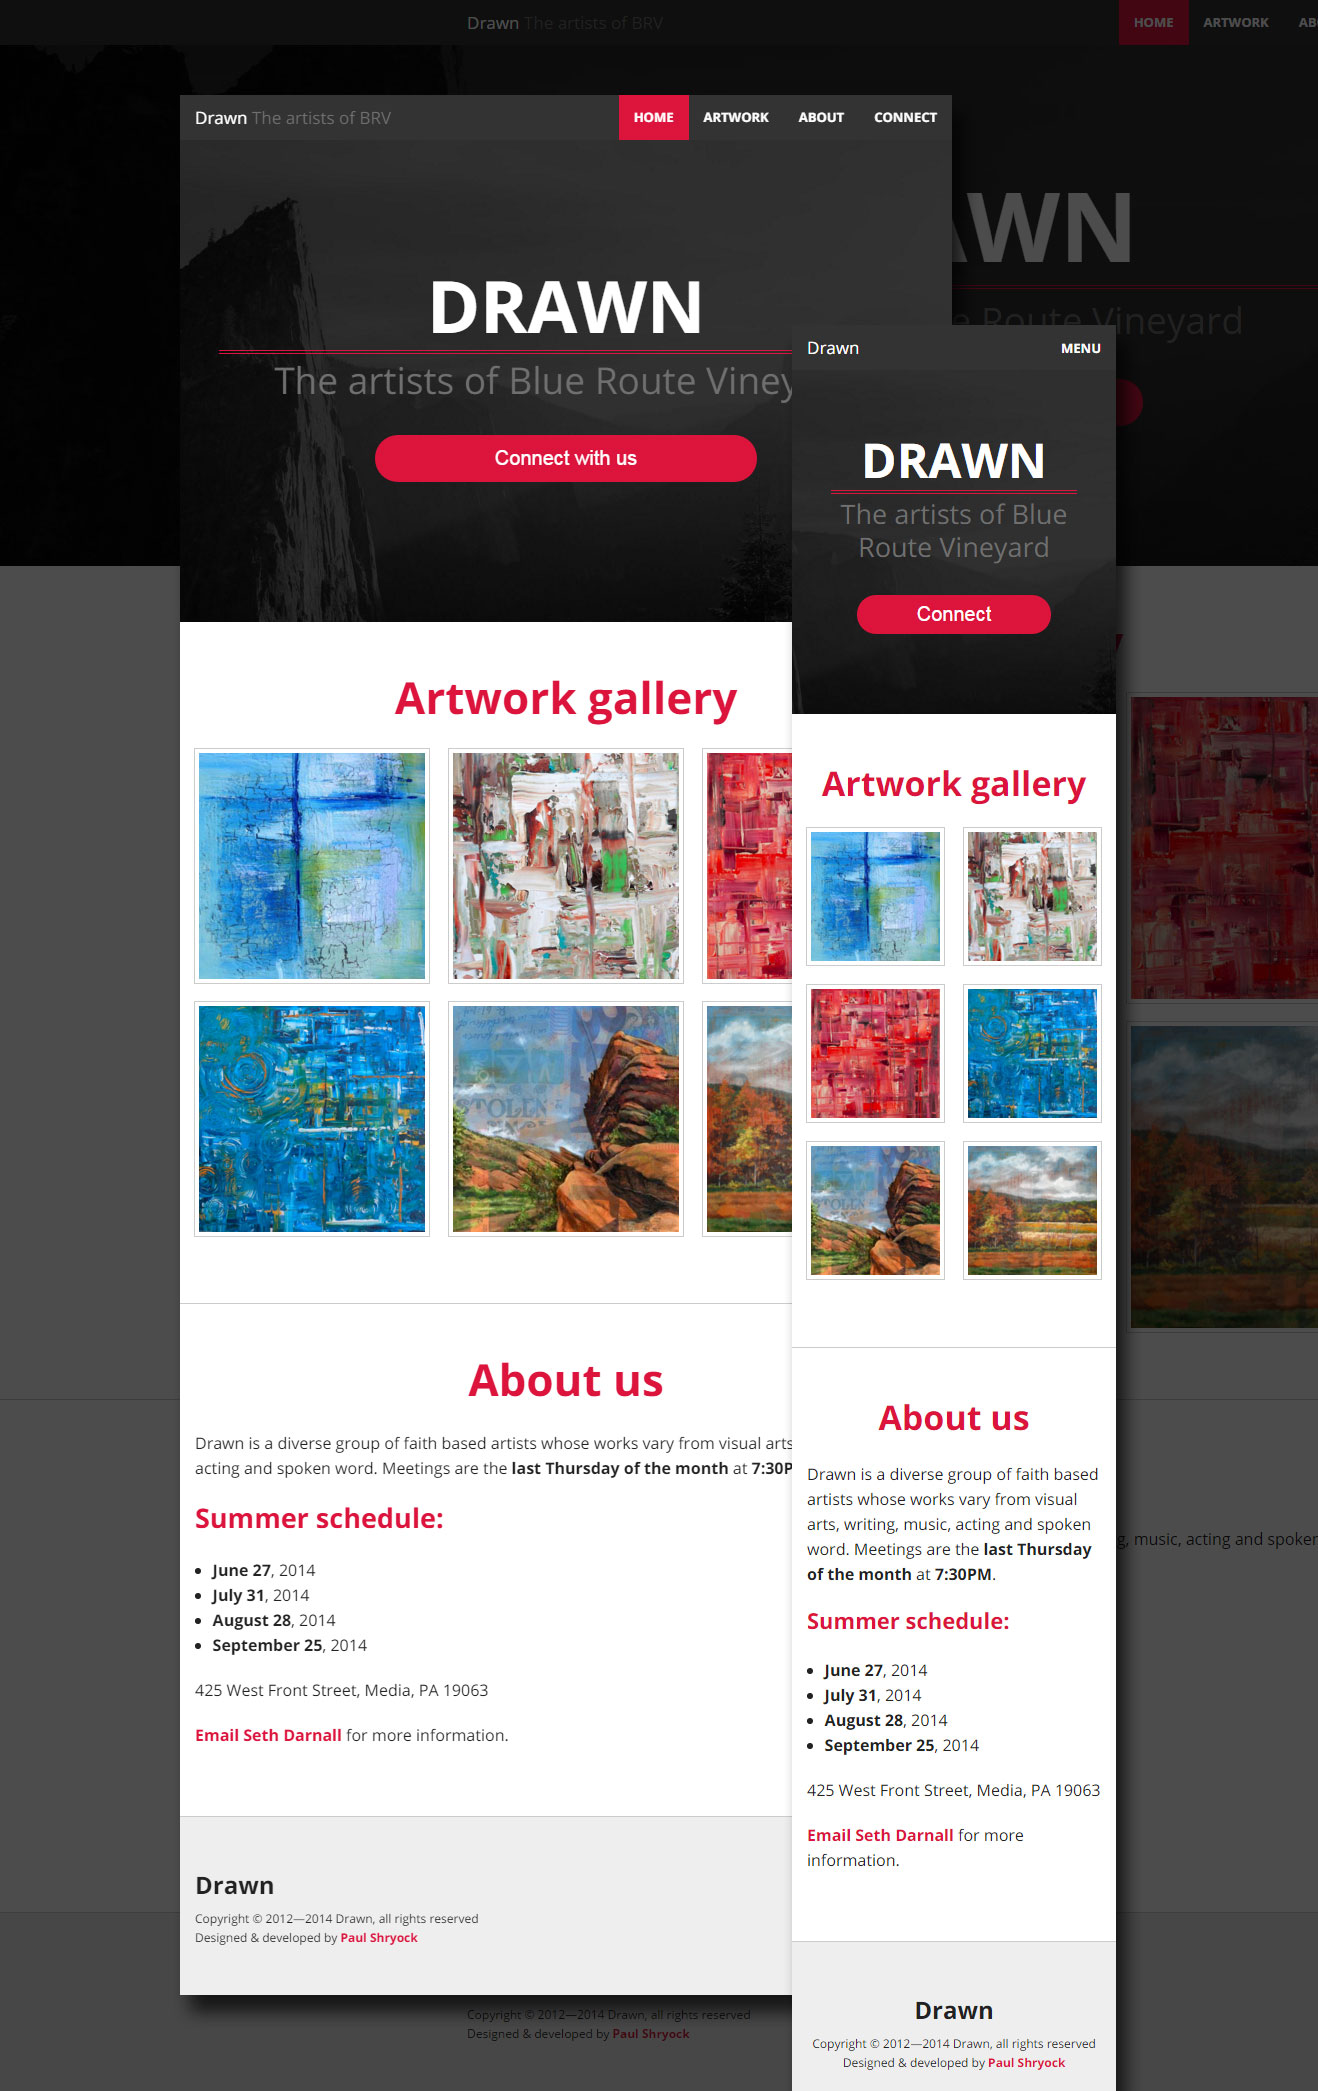 Drawn The artists of BRV
HOME ARTWORK
Drawn The artists of BRV
HOME ARTWORK ABOUT CONNECT
DRAWN
The artists of Blue Route
Connect with us
Artwork gallery
STOLEN
About us
Drawn is a diverse group of faith based artists whose works vary from visual arts
acting and spoken word. Meetings are the last Thursday of the month at 7:30P
Summer schedule:
June 27, 2014
July 31, 2014
August 28, 2014
September 25, 2014
425 West Front Street, Media, PA 19063
Email Seth Darnall for more information.
Drawn
Copyright © 2012—2014 Drawn, all rights reserved
Designed & developed by Paul Shryock
Drawn
MENU
DRAWN
The artists of Blue
Route Vineyard
Connect
Artwork gallery
About us
Drawn is a diverse group of faith based
artists whose works vary from visual
arts, writing, music, acting and spoken
word. Meetings are the last Thursday
of the month at 7:30PM.
Summer schedule:
June 27, 2014
July 31, 2014
August 28, 2014
September 25, 2014
425 West Front Street, Media, PA 19063
Email Seth Darnall for more
information.
Drawn
Copyright © 2012—2014 Drawn, all rights reserved
Designed & developed by Paul Shryock
AWN
Route Vineyard
music, acting and spoken
Copyright © 2012—2014 Drawn, all rights reserved
Designed & developed by Paul Shryock